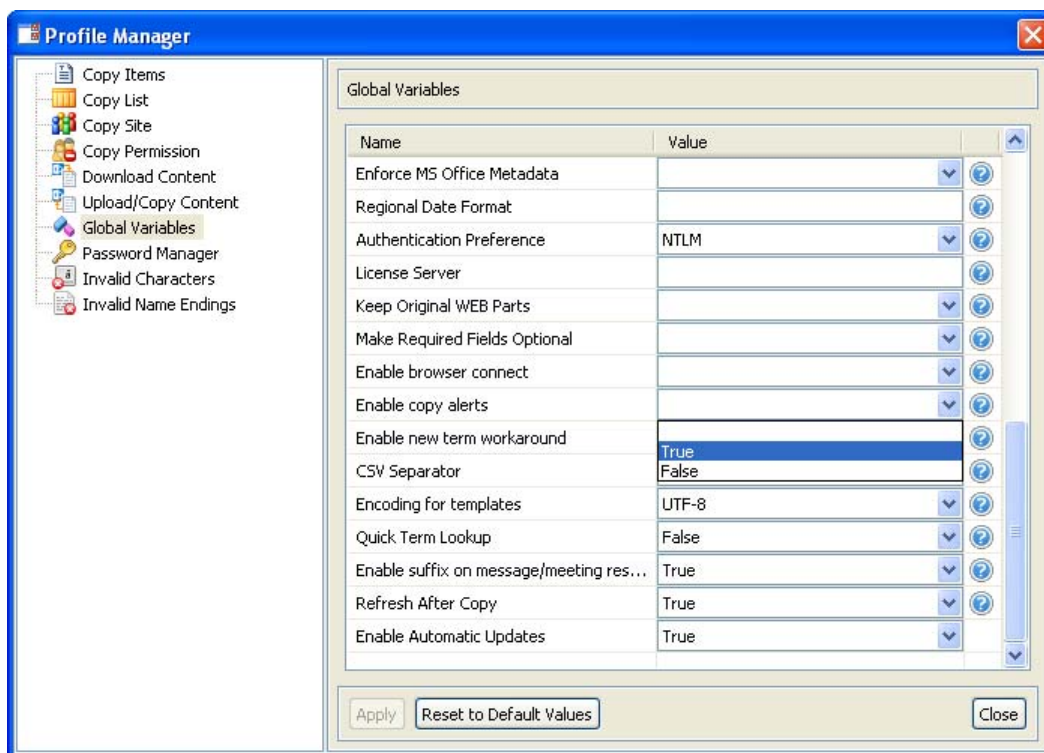 Profile Manager
Copy Items
Copy List
Copy Site
Copy Permission
Download Content
Upload/Copy Content
Global Variables
Password Manager
Invalid Characters
Invalid Name Endings
Global Variables
Name Value
Enforce MS Office Metadata
Regional Date Format
Authentication Preference NTLM
License Server
Keep Original WEB Parts
Make Required Fields Optional
Enable browser connect
Enable copy alerts
Enable new term workaround
True
CSV Separator False
Encoding for templates UTF-8
Quick Term Lookup False
Enable suffix on message/meeting res... True
Refresh After Copy True
Enable Automatic Updates True
Apply Reset to Default Values Close